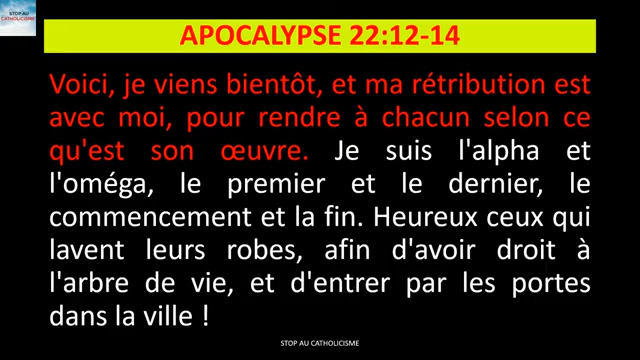 STOP AU
CATHOLICISME
APOCALYPSE 22:12-14
Voici, je viens bientôt, et ma rétribution est
avec moi, pour rendre à chacun selon ce
qu'est son œuvre. Je suis l'alpha et
l'oméga, le premier et le dernier, le
commencement et la fin. Heureux ceux qui
lavent leurs robes, afin d'avoir droit à
l'arbre de vie, et d'entrer par les portes
dans la ville !
STOP AU CATHOLICISME